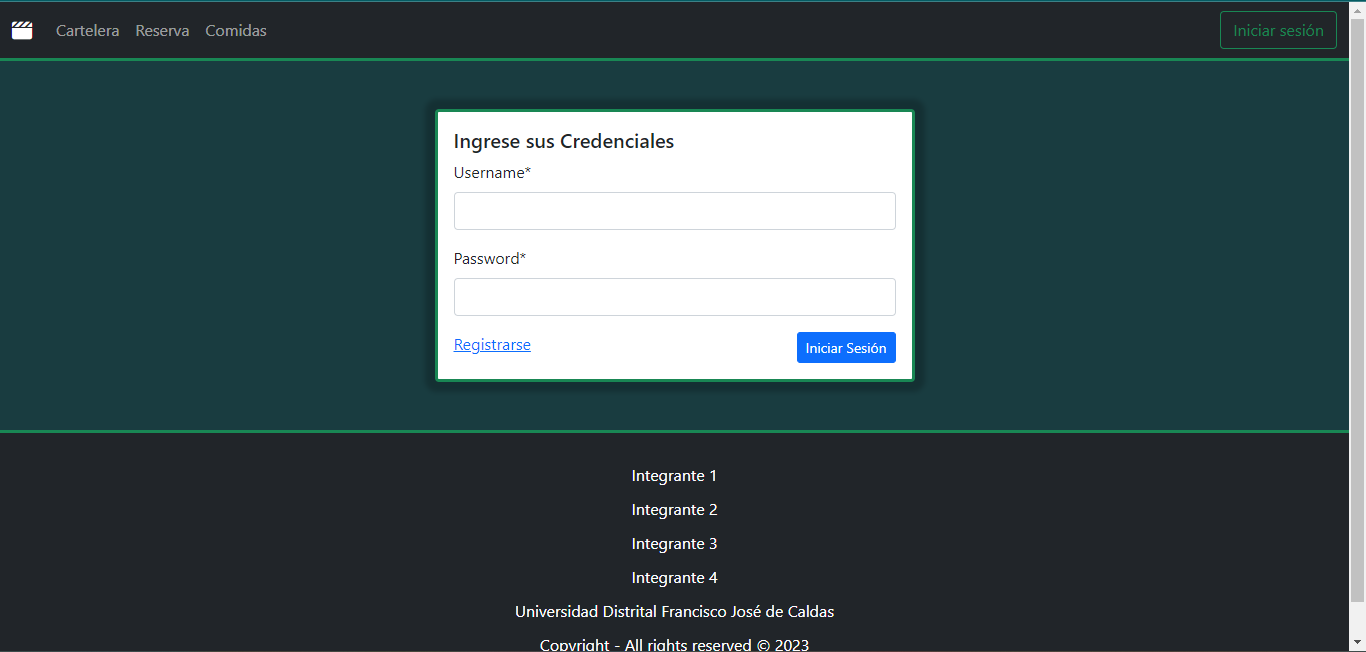 Cartelera Reserva Comidas Iniciar sesión
Ingrese sus Credenciales
Username*
Password*
Registrarse Iniciar Sesión
Integrante 1
Integrante 2
Integrante 3
Integrante 4
Universidad Distrital Francisco José de Caldas
Copyright - All rights reserved © 2023